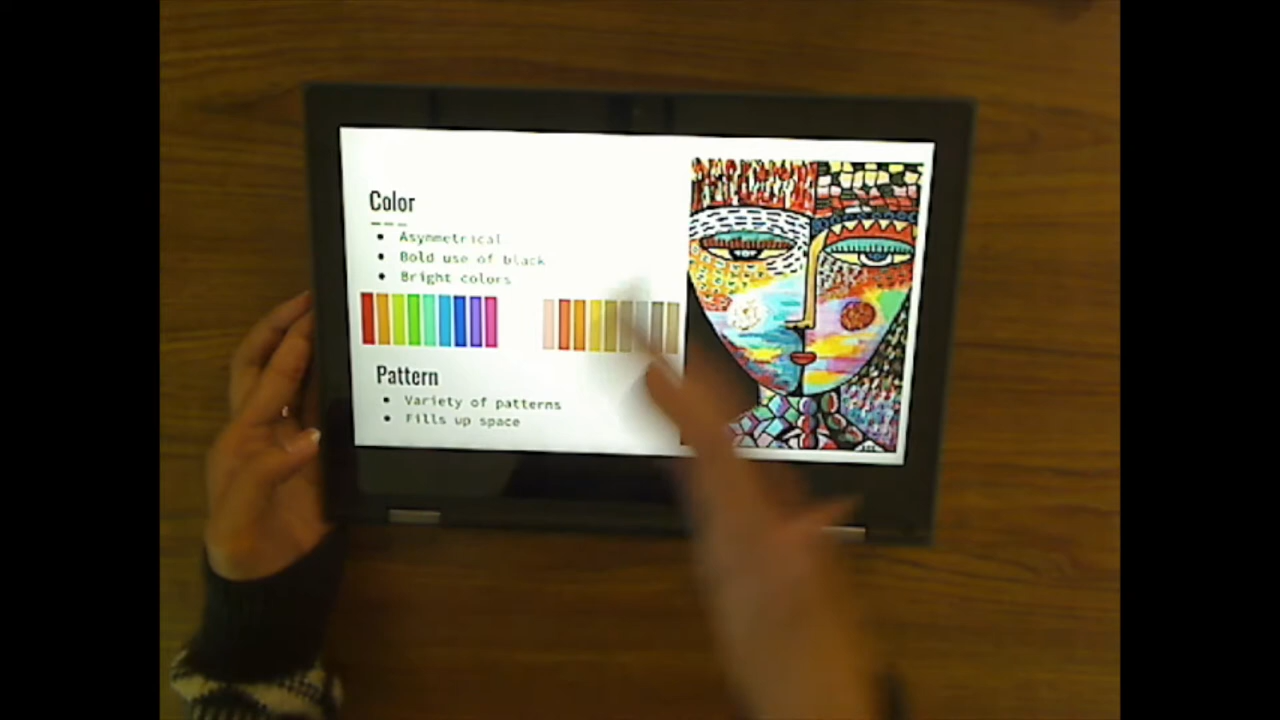 Color
Asymmetrical
Bold use of black
Bright colors
Pattern
Variety of patterns
Fills up space